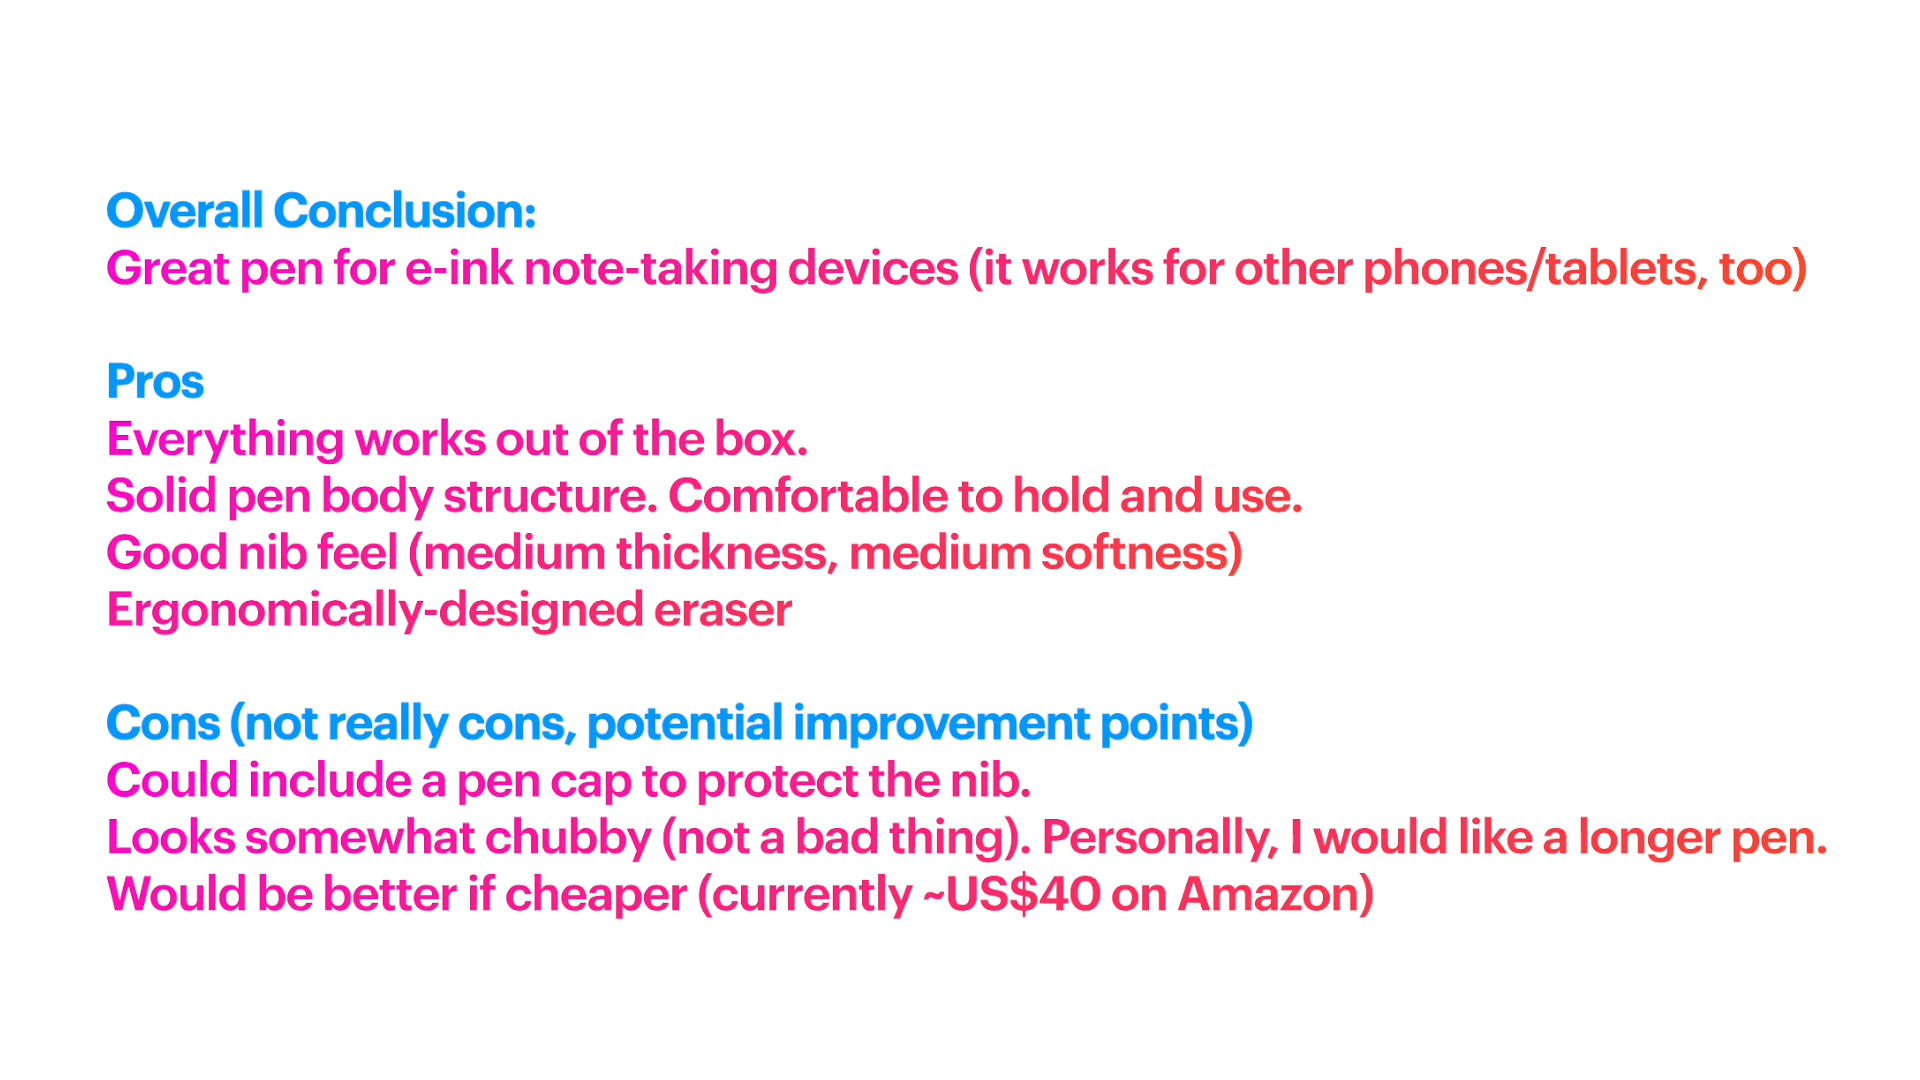 Overall Conclusion:
Great pen for e-ink note-taking devices (it works for other phones/tablets, too)
Pros
Everything works out of the box.
Solid pen body structure. Comfortable to hold and use.
Good nib feel (medium thickness, medium softness)
Ergonomically-designed eraser
Cons (not really cons, potential improvement points)
Could include a pen cap to protect the nib.
Looks somewhat chubby (not a bad thing). Personally, I would like a longer pen.
Would be better if cheaper (currently ~US$40 on Amazon)